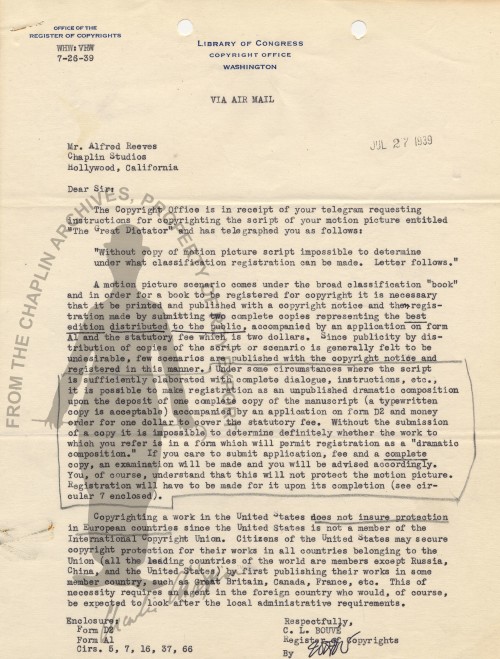 OFFICE OF THE
REGISTER OF COPYRIGHTS
WHW: VHW
7-26-39
LIBRARY OF CONGRESS
COPYRIGHT OFFICE
WASHINGTON
VIA AIR MAIL
JUL 27 1939
Mr. Alfred Reeves
Chaplin Studios
Hollywood, California
Dear Sir:
The Copyright Office is in receipt of your telegram requesting
instructions for copyrighting the script of your motion picture entitled
"The Great Dictator" and has telegraphed you as follows:
"Without copy of motion picture script impossible to determine
under what classification registration can be made. Letter follows."
A motion picture scenario comes under the broad classification "book"
and in order for a book to be registered for copyright it is necessary
that it be printed and published with a copyright notice and then regis-
tration made by submitting two complete copies representing the best
edition distributed to the public, accompanied by an application on form
A1 and the statutory fee which is two dollars. Since publicity by dis-
tribution of copies of the script or scenario is generally felt to be
undesirable, few scenarios are published with the copyright notice and
registered in this manner. Under some circumstances where the script
is sufficiently elaborated with complete dialogue, instructions, etc.,
it is possible to make registration as an unpublished dramatic composition
upon the deposit of one complete copy of the manuscript (a typewritten
copy is acceptable) accompanied by an application on form D2 and money
order for one dollar to cover the statutory fee. Without the submission
of a copy it is impossible to determine definitely whether the work to
which you refer is in a form which will permit registration as a "dramatic
composition." If you care to submit application, fee and a complete
copy, an examination will be made and you will be advised accordingly.
You, of course, understand that this will not protect the motion picture.
Registration will have to be made for it upon its completion (see cir-
cular 7 enclosed).
Copyrighting a work in the United States does not insure protection
in European countries since the United States is not a member of the
International Copyright Union. Citizens of the United States may secure
copyright protection for their works in all countries belonging to the
Union (all the leading countries of the world are members except Russia,
China, and the United States) by first publishing their works in some
member country, such as Great Britain, Canada, France, etc. This of
necessity requires an agent in the foreign country who would, of course,
be expected to look after the local administrative requirements.
Enclosure:
Form D2
Form A1
Cirs. 5, 7, 16, 37, 66
Respectfully,
C. L. BOUVÉ
Register of Copyrights
By
FROM THE CHAPLIN ARCHIVES, PROPERTY